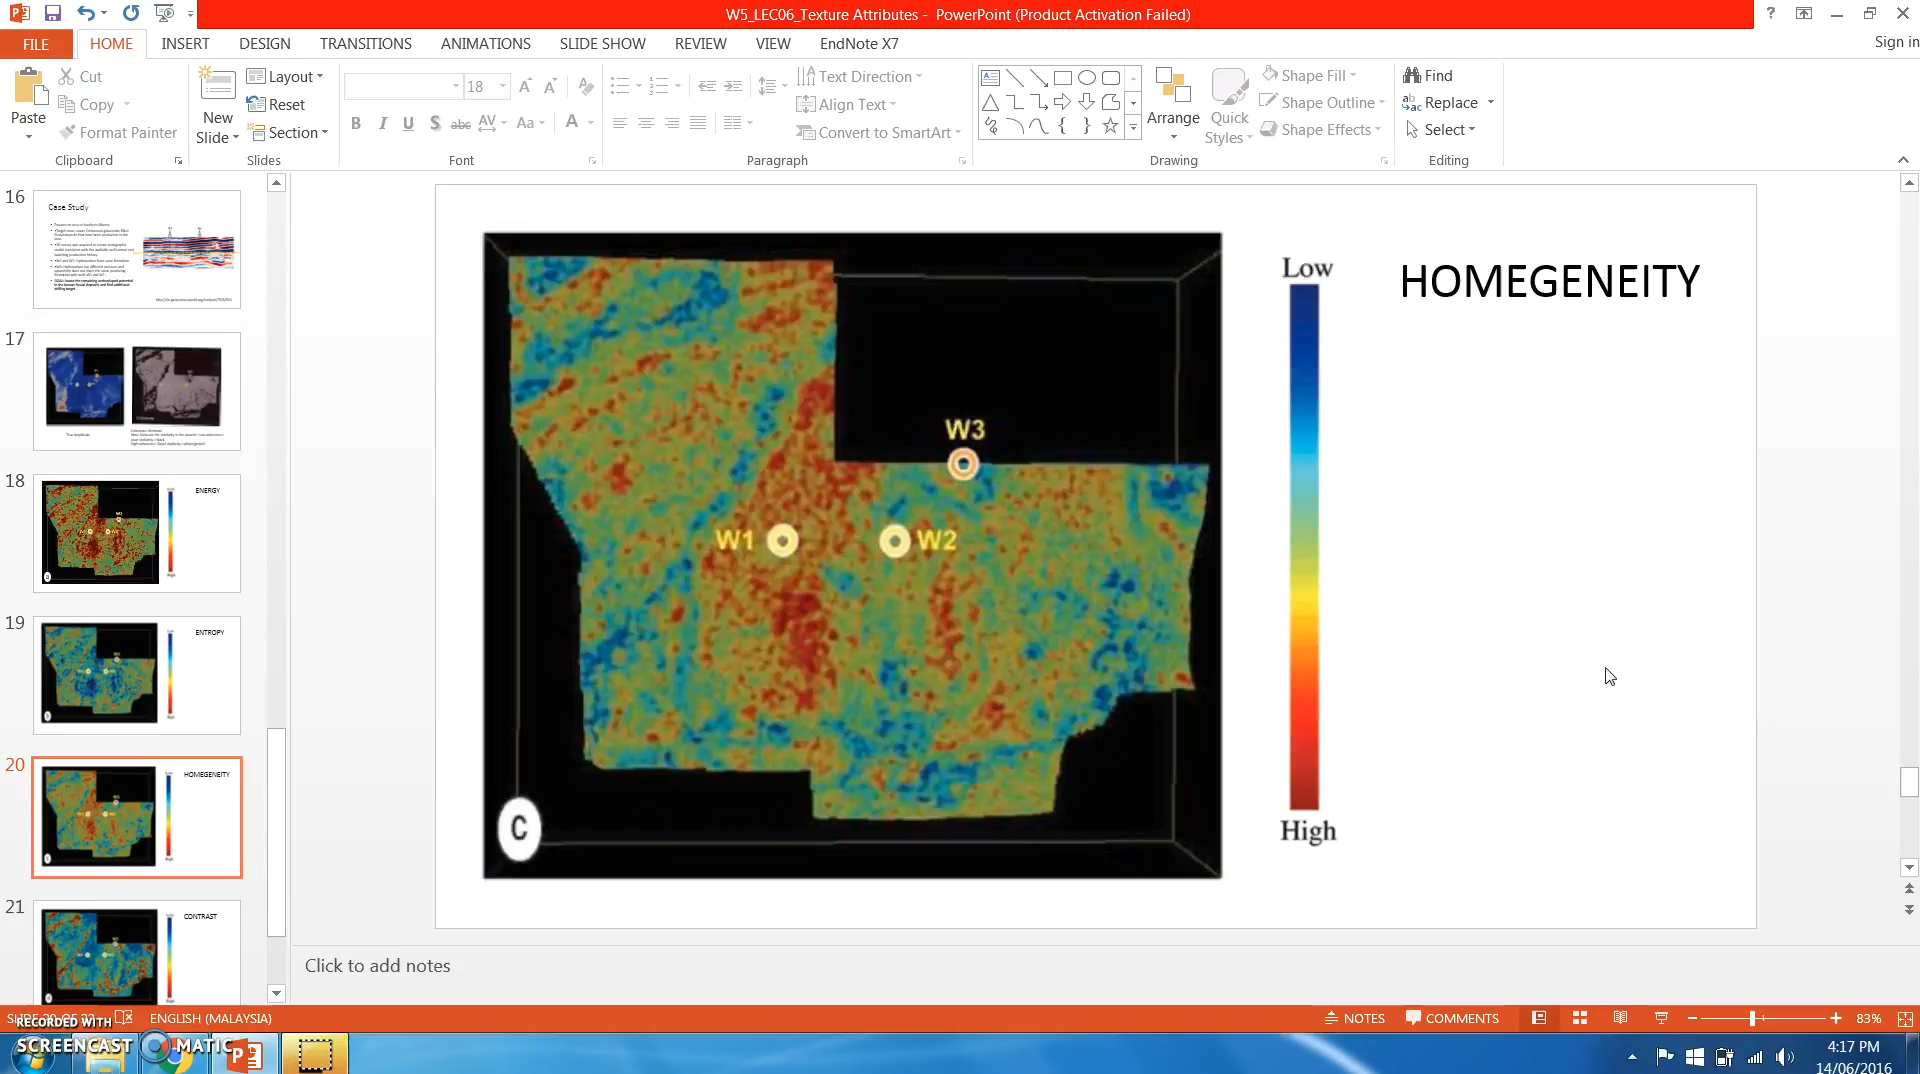 W5_LEC06_Texture Attributes - PowerPoint (Product Activation Failed)
FILE
HOME
INSERT
DESIGN
TRANSITIONS
ANIMATIONS
SLIDE SHOW
REVIEW
VIEW
EndNote X7
Sign in
Paste
Cut
Copy
Format Painter
Clipboard
New
Slide
Layout
Reset
Section
Slides
18
Font
Text Direction
Align Text
Convert to SmartArt
Paragraph
Arrange
Quick
Styles
Shape Fill
Shape Outline
Shape Effects
Drawing
Find
Replace
Select
Editing
16
Case Study
17
18
ENERGY
19
ENTROPY
20
HOMEGENEITY
21
CONTRAST
W3
W1
W2
C
Low
High
HOMEGENEITY
Click to add notes
ENGLISH (MALAYSIA)
NOTES
COMMENTS
83%
RECORDED WITH
SCREENCAST
MATIC
4:17 PM
14/06/2016